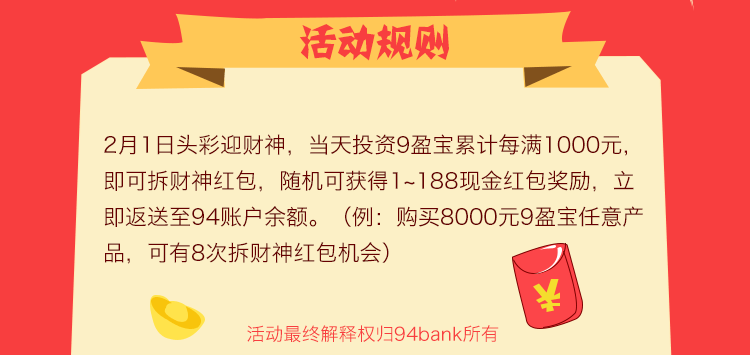 活动规则
2月1日头彩迎财神，当天投资9盈宝累计每满1000元，
即可拆财神红包，随机可获得1~188现金红包奖励，立
即返送至94账户余额。（例：购买8000元9盈宝任意产
品，可有8次拆财神红包机会）
¥
活动最终解释权归94bank所有